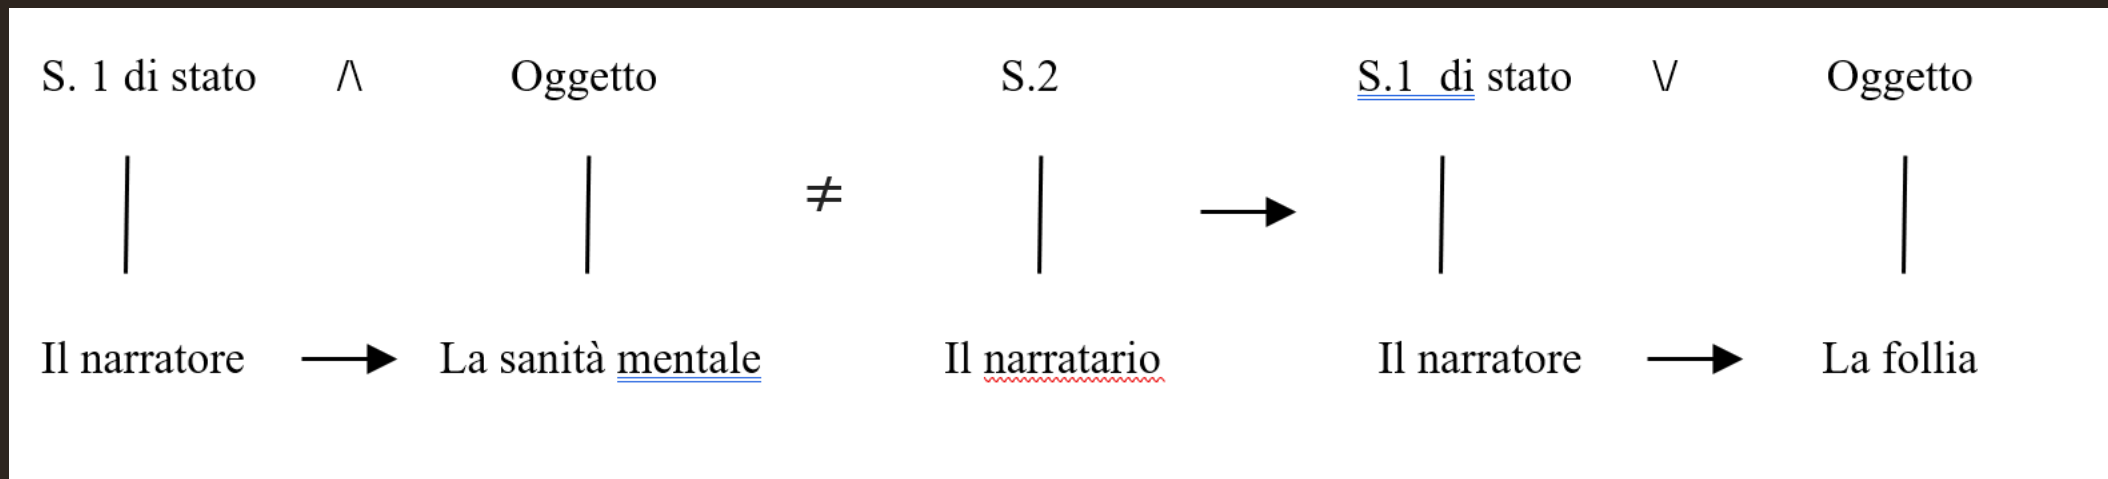 S. 1 di stato /\ Oggetto S.2 S.1 di stato \/ Oggetto
≠
Il narratore La sanità mentale Il narratario Il narratore La follia